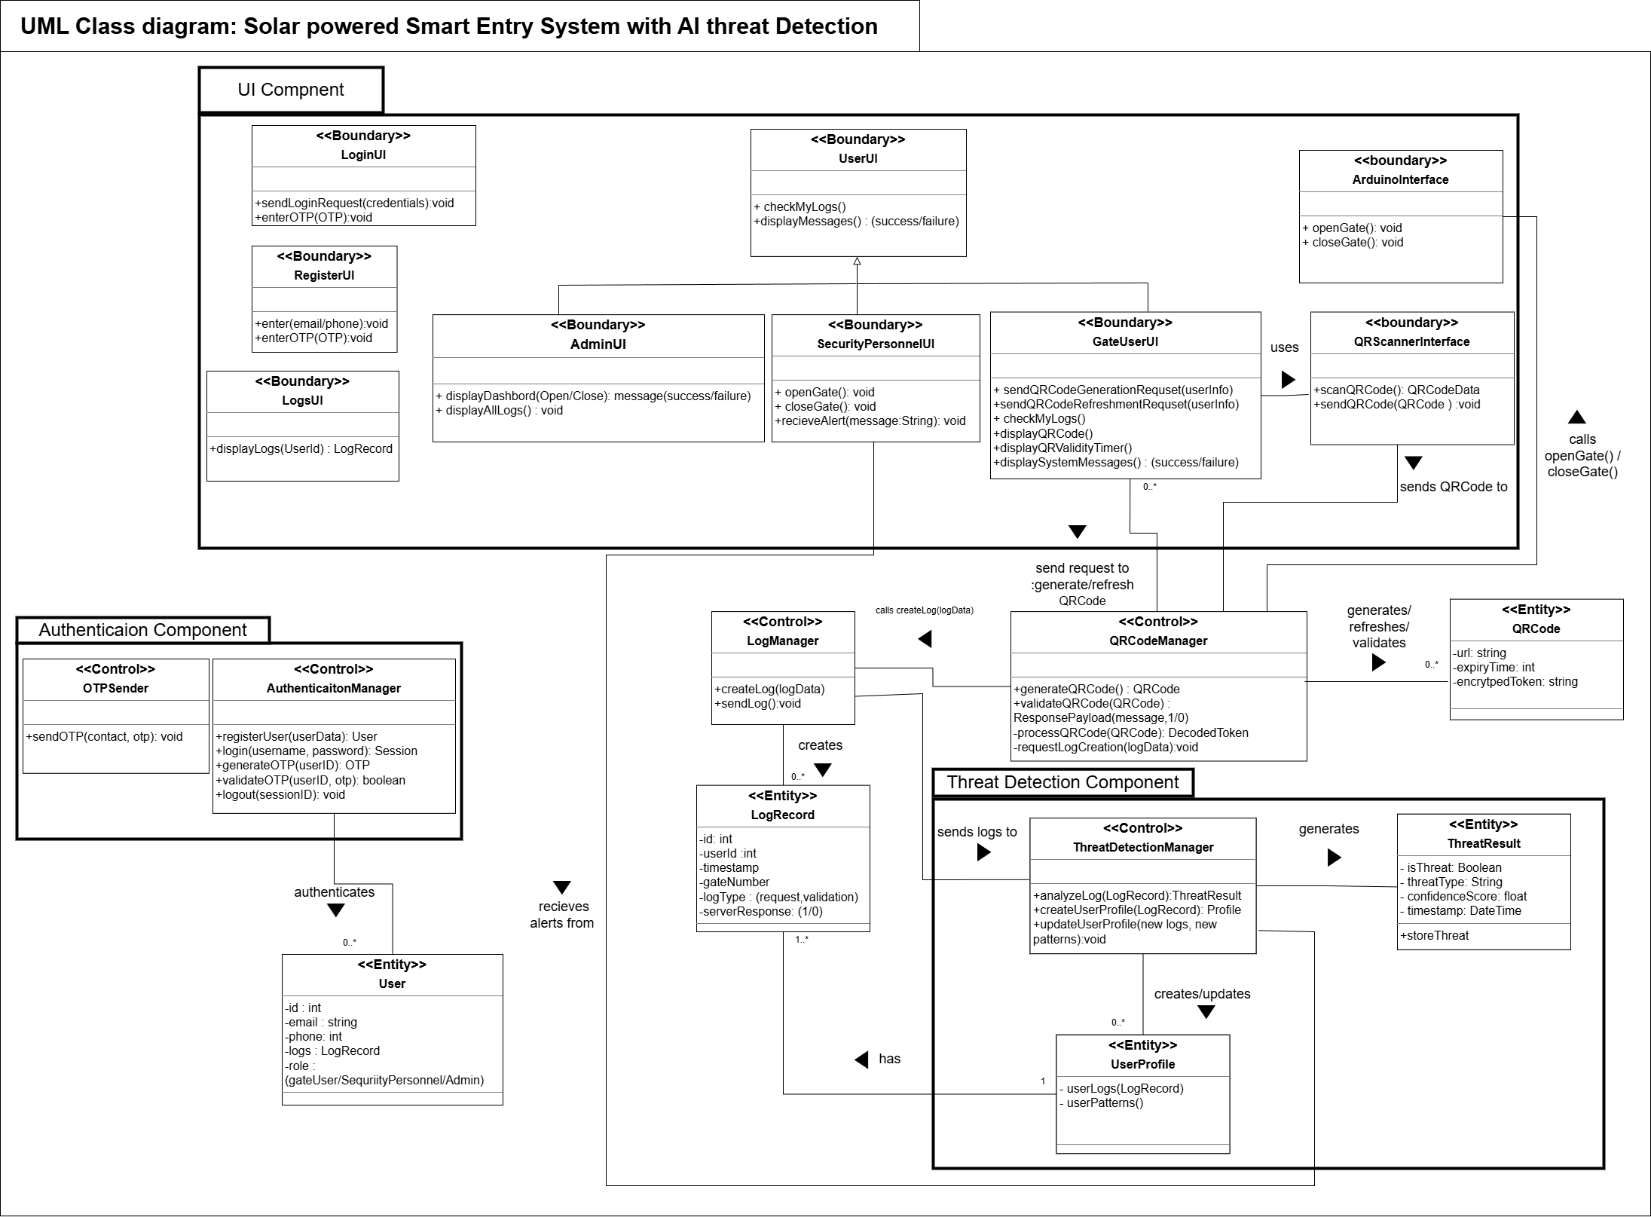 UML Class diagram: Solar powered Smart Entry System with AI threat Detection
UI Compnent
<<Boundary>>
LoginUI
+sendLoginRequest(credentials):void
+enterOTP(OTP):void
<<Boundary>>
RegisterUI
+enter(email/phone):void
+enterOTP(OTP):void
<<Boundary>>
LogsUI
+displayLogs(UserId) : LogRecord
<<Boundary>>
UserUI
+ checkMyLogs()
+displayMessages() : (success/failure)
<<boundary>>
ArduinoInterface
+ openGate(): void
+ closeGate(): void
<<Boundary>>
AdminUI
+ displayDashbord(Open/Close): message(success/failure)
+ displayAllLogs() : void
<<Boundary>>
SecurityPersonnelUI
+ openGate(): void
+ closeGate(): void
+recieveAlert(message:String): void
<<Boundary>>
GateUserUI
+ sendQRCodeGenerationRequset(userInfo)
+sendQRCodeRefreshmentRequset(userInfo)
+ checkMyLogs()
+displayQRCode()
+displayQRValidityTimer()
+displaySystemMessages() : (success/failure)
0..*
uses
<<boundary>>
QRScannerInterface
+scanQRCode(): QRCodeData
+sendQRCode(QRCode ) :void
sends QRCode to
calls
openGate() /
closeGate()
send request to
:generate/refresh
QRCode
calls createLog(logData)
Authenticaion Component
<<Control>>
OTPSender
+sendOTP(contact, otp): void
<<Control>>
AuthenticaitonManager
+registerUser(userData): User
+login(username, password): Session
+generateOTP(userID): OTP
+validateOTP(userID, otp): boolean
+logout(sessionID): void
authenticates
0..*
<<Entity>>
User
-id : int
-email : string
-phone: int
-logs : LogRecord
-role :
(gateUser/SequriityPersonnel/Admin)
recieves
alerts from
<<Control>>
LogManager
+createLog(logData)
+sendLog():void
creates
0..*
<<Entity>>
LogRecord
-id: int
-userId :int
-timestamp
-gateNumber
-logType : (request,validation)
-serverResponse: (1/0)
1..*
has
<<Control>>
QRCodeManager
+generateQRCode() : QRCode
+validateQRCode(QRCode) :
ResponsePayload(message,1/0)
-processQRCode(QRCode): DecodedToken
-requestLogCreation(logData):void
generates/
refreshes/
validates
0..*
<<Entity>>
QRCode
-url: string
-expiryTime: int
-encrytpedToken: string
Threat Detection Component
sends logs to
<<Control>>
ThreatDetectionManager
+analyzeLog(LogRecord):ThreatResult
+createUserProfile(LogRecord): Profile
+updateUserProfile(new logs, new
patterns):void
generates
<<Entity>>
ThreatResult
- isThreat: Boolean
- threatType: String
- confidenceScore: float
- timestamp: DateTime
+storeThreat
creates/updates
0..*
1
<<Entity>>
UserProfile
- userLogs(LogRecord)
- userPatterns()